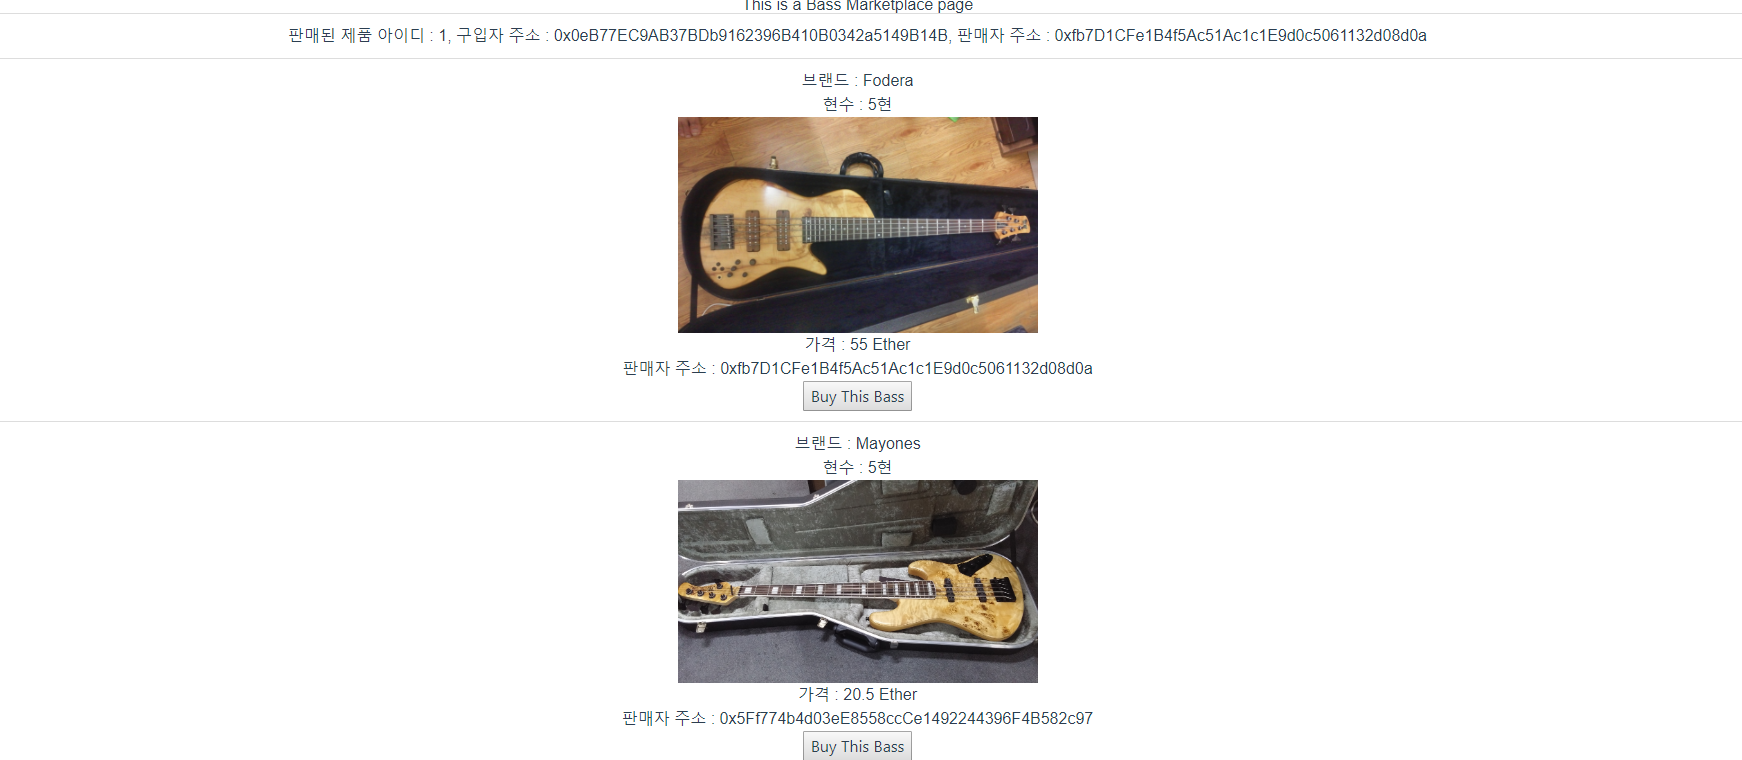 This is a Bass Marketplace page
판매된 제품 아이디 : 1, 구입자 주소 : 0x0eB77EC9AB37BDb9162396B410B0342a5149B14B, 판매자 주소 : 0xfb7D1CFe1B4f5Ac51Ac1c1E9d0c5061132d08d0a
브랜드 : Fodera
현수 : 5현
가격 : 55 Ether
판매자 주소 : 0xfb7D1CFe1B4f5Ac51Ac1c1E9d0c5061132d08d0a
Buy This Bass
브랜드 : Mayones
현수 : 5현
가격 : 20.5 Ether
판매자 주소 : 0x5Ff774b4d03eE8558ccCe1492244396F4B582c97
Buy This Bass